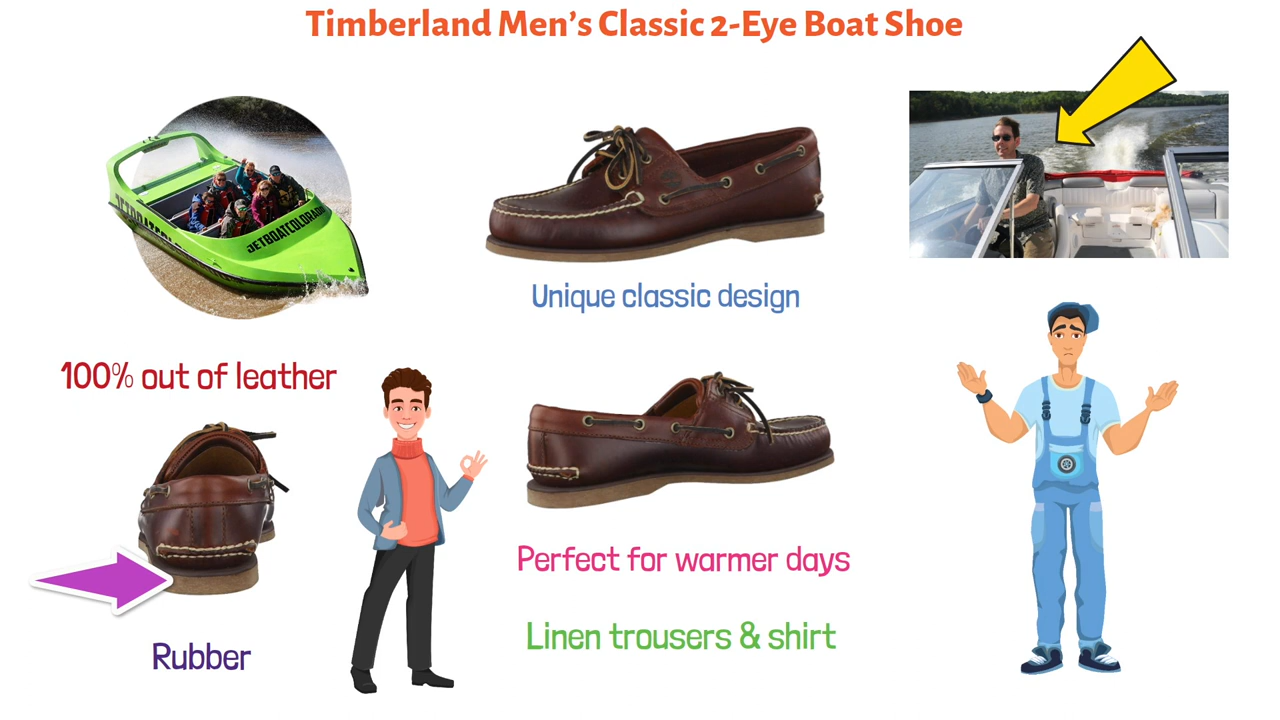 Timberland Men's Classic 2-Eye Boat Shoe
JETBOATCOLORAD
Unique classic design
100% out of leather
Perfect for warmer days
Linen trousers & shirt
Rubber